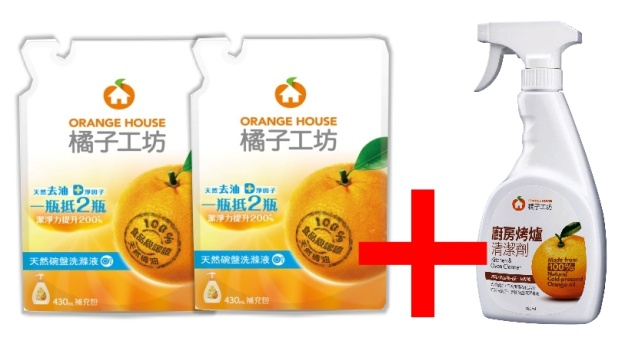 ORANGE HOUSE
橘子工坊
天然去油+淨因子
一瓶抵2瓶
潔淨力提升200%
100%
天然碗盤洗滌液
430ml 補充包
ORANGE HOUSE
橘子工坊
天然去油+淨因子
一瓶抵2瓶
潔淨力提升200%
100%
天然碗盤洗滌液
430ml 補充包
ORANGE HOUSE
橘子工坊
廚房烤爐
清潔劑
Kitchen &
Oven Cleaner
Made from
100%
Natural
Cold-pressed
Orange oil